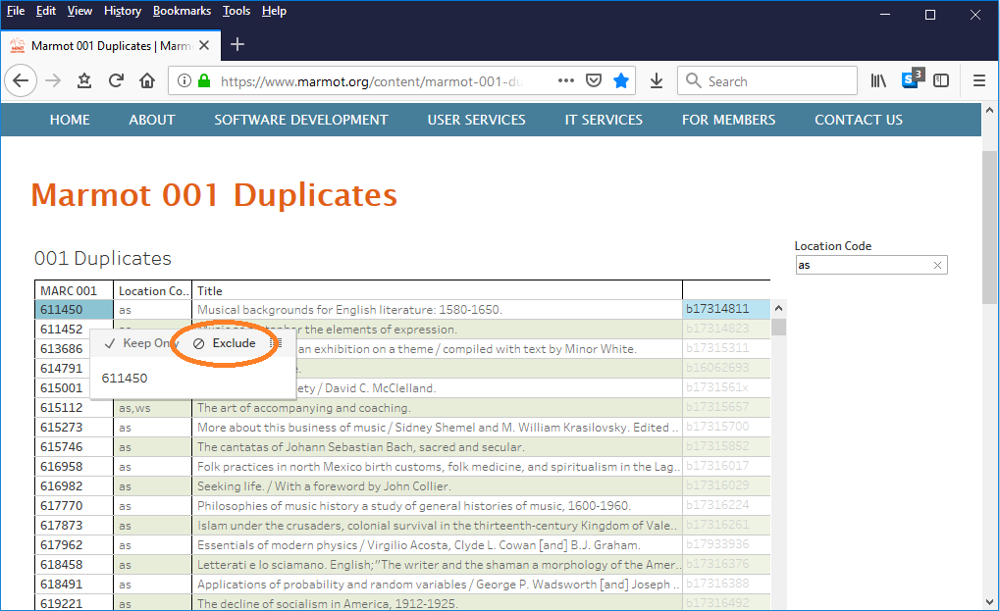 File Edit View History Bookmarks Tools Help
Marmot 001 Duplicates | Marm
https://www.marmot.org/content/marmot-001-du
Search
3
S
HOME ABOUT SOFTWARE DEVELOPMENT USER SERVICES IT SERVICES FOR MEMBERS CONTACT US
Marmot 001 Duplicates
001 Duplicates
Location Code
as
MARC 001 Location Co.. Title
611450 as Musical backgrounds for English literature: 1580-1650. b17314811
611452 the elements of expression. b17314823
Keep Only Exclude
613686 an exhibition on a theme / compiled with text by Minor White. b17315311
614791 b16062693
611450
615001 ety / David C. McClelland. b1731561x
615112 as,ws The art of accompanying and coaching. b17315657
615273 as More about this business of music / Sidney Shemel and M. William Krasilovsky. Edited .. b17315700
615746 as The cantatas of Johann Sebastian Bach, sacred and secular. b17315852
616958 as Folk practices in north Mexico birth customs, folk medicine, and spiritualism in the Lag.. b17316017
616982 as Seeking life. / With a foreword by John Collier. b17316029
617770 as Philosophies of music history a study of general histories of music, 1600-1960. b17316224
617873 as Islam under the crusaders, colonial survival in the thirteenth-century Kingdom of Vale.. b17316261
617962 as Essentials of modern physics / Virgilio Acosta, Clyde L. Cowan [and] B.J. Graham. b17933936
618458 as Letterati e lo sciamano. English;"The writer and the shaman a morphology of the Amer.. b17316376
618491 as Applications of probability and random variables / George P. Wadsworth [and] Joseph .. b17316388
619221 as The decline of socialism in America, 1912-1925. b17316492